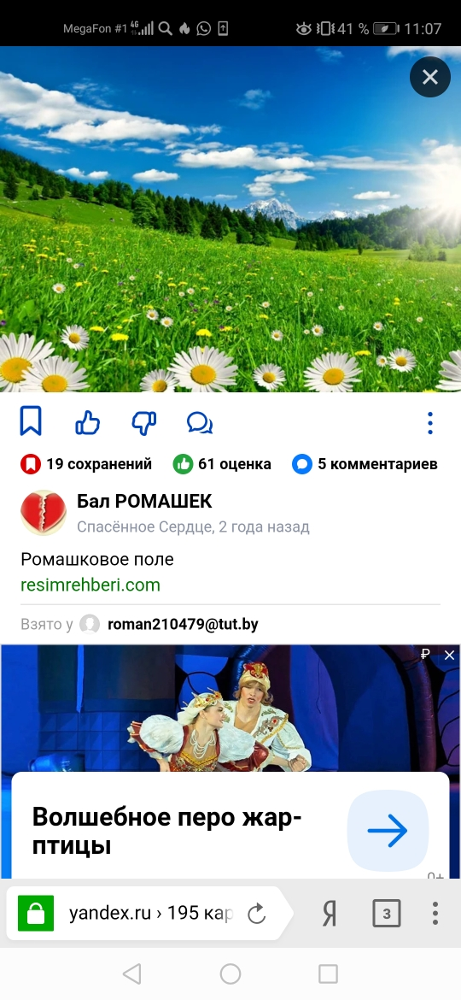 MegaFon #1 4G 41 % 11:07
19 сохранений 61 оценка 5 комментариев
Бал РОМАШЕК
Спасённое Сердце, 2 года назад
Ромашковое поле
resimrehberi.com
Взято у roman210479@tut.by
₽
Волшебное перо жар-
птицы
0+
yandex.ru › 195 кар Я 3